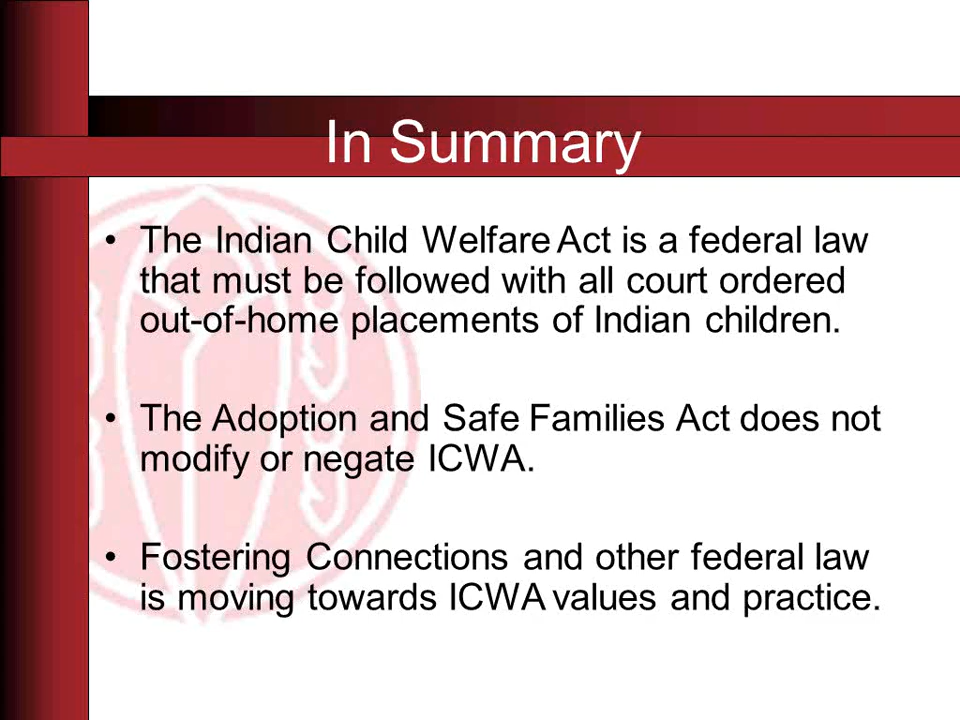 In Summary
• The Indian Child Welfare Act is a federal law
that must be followed with all court ordered
out-of-home placements of Indian children.
• The Adoption and Safe Families Act does not
modify or negate ICWA.
• Fostering Connections and other federal law
is moving towards ICWA values and practice.